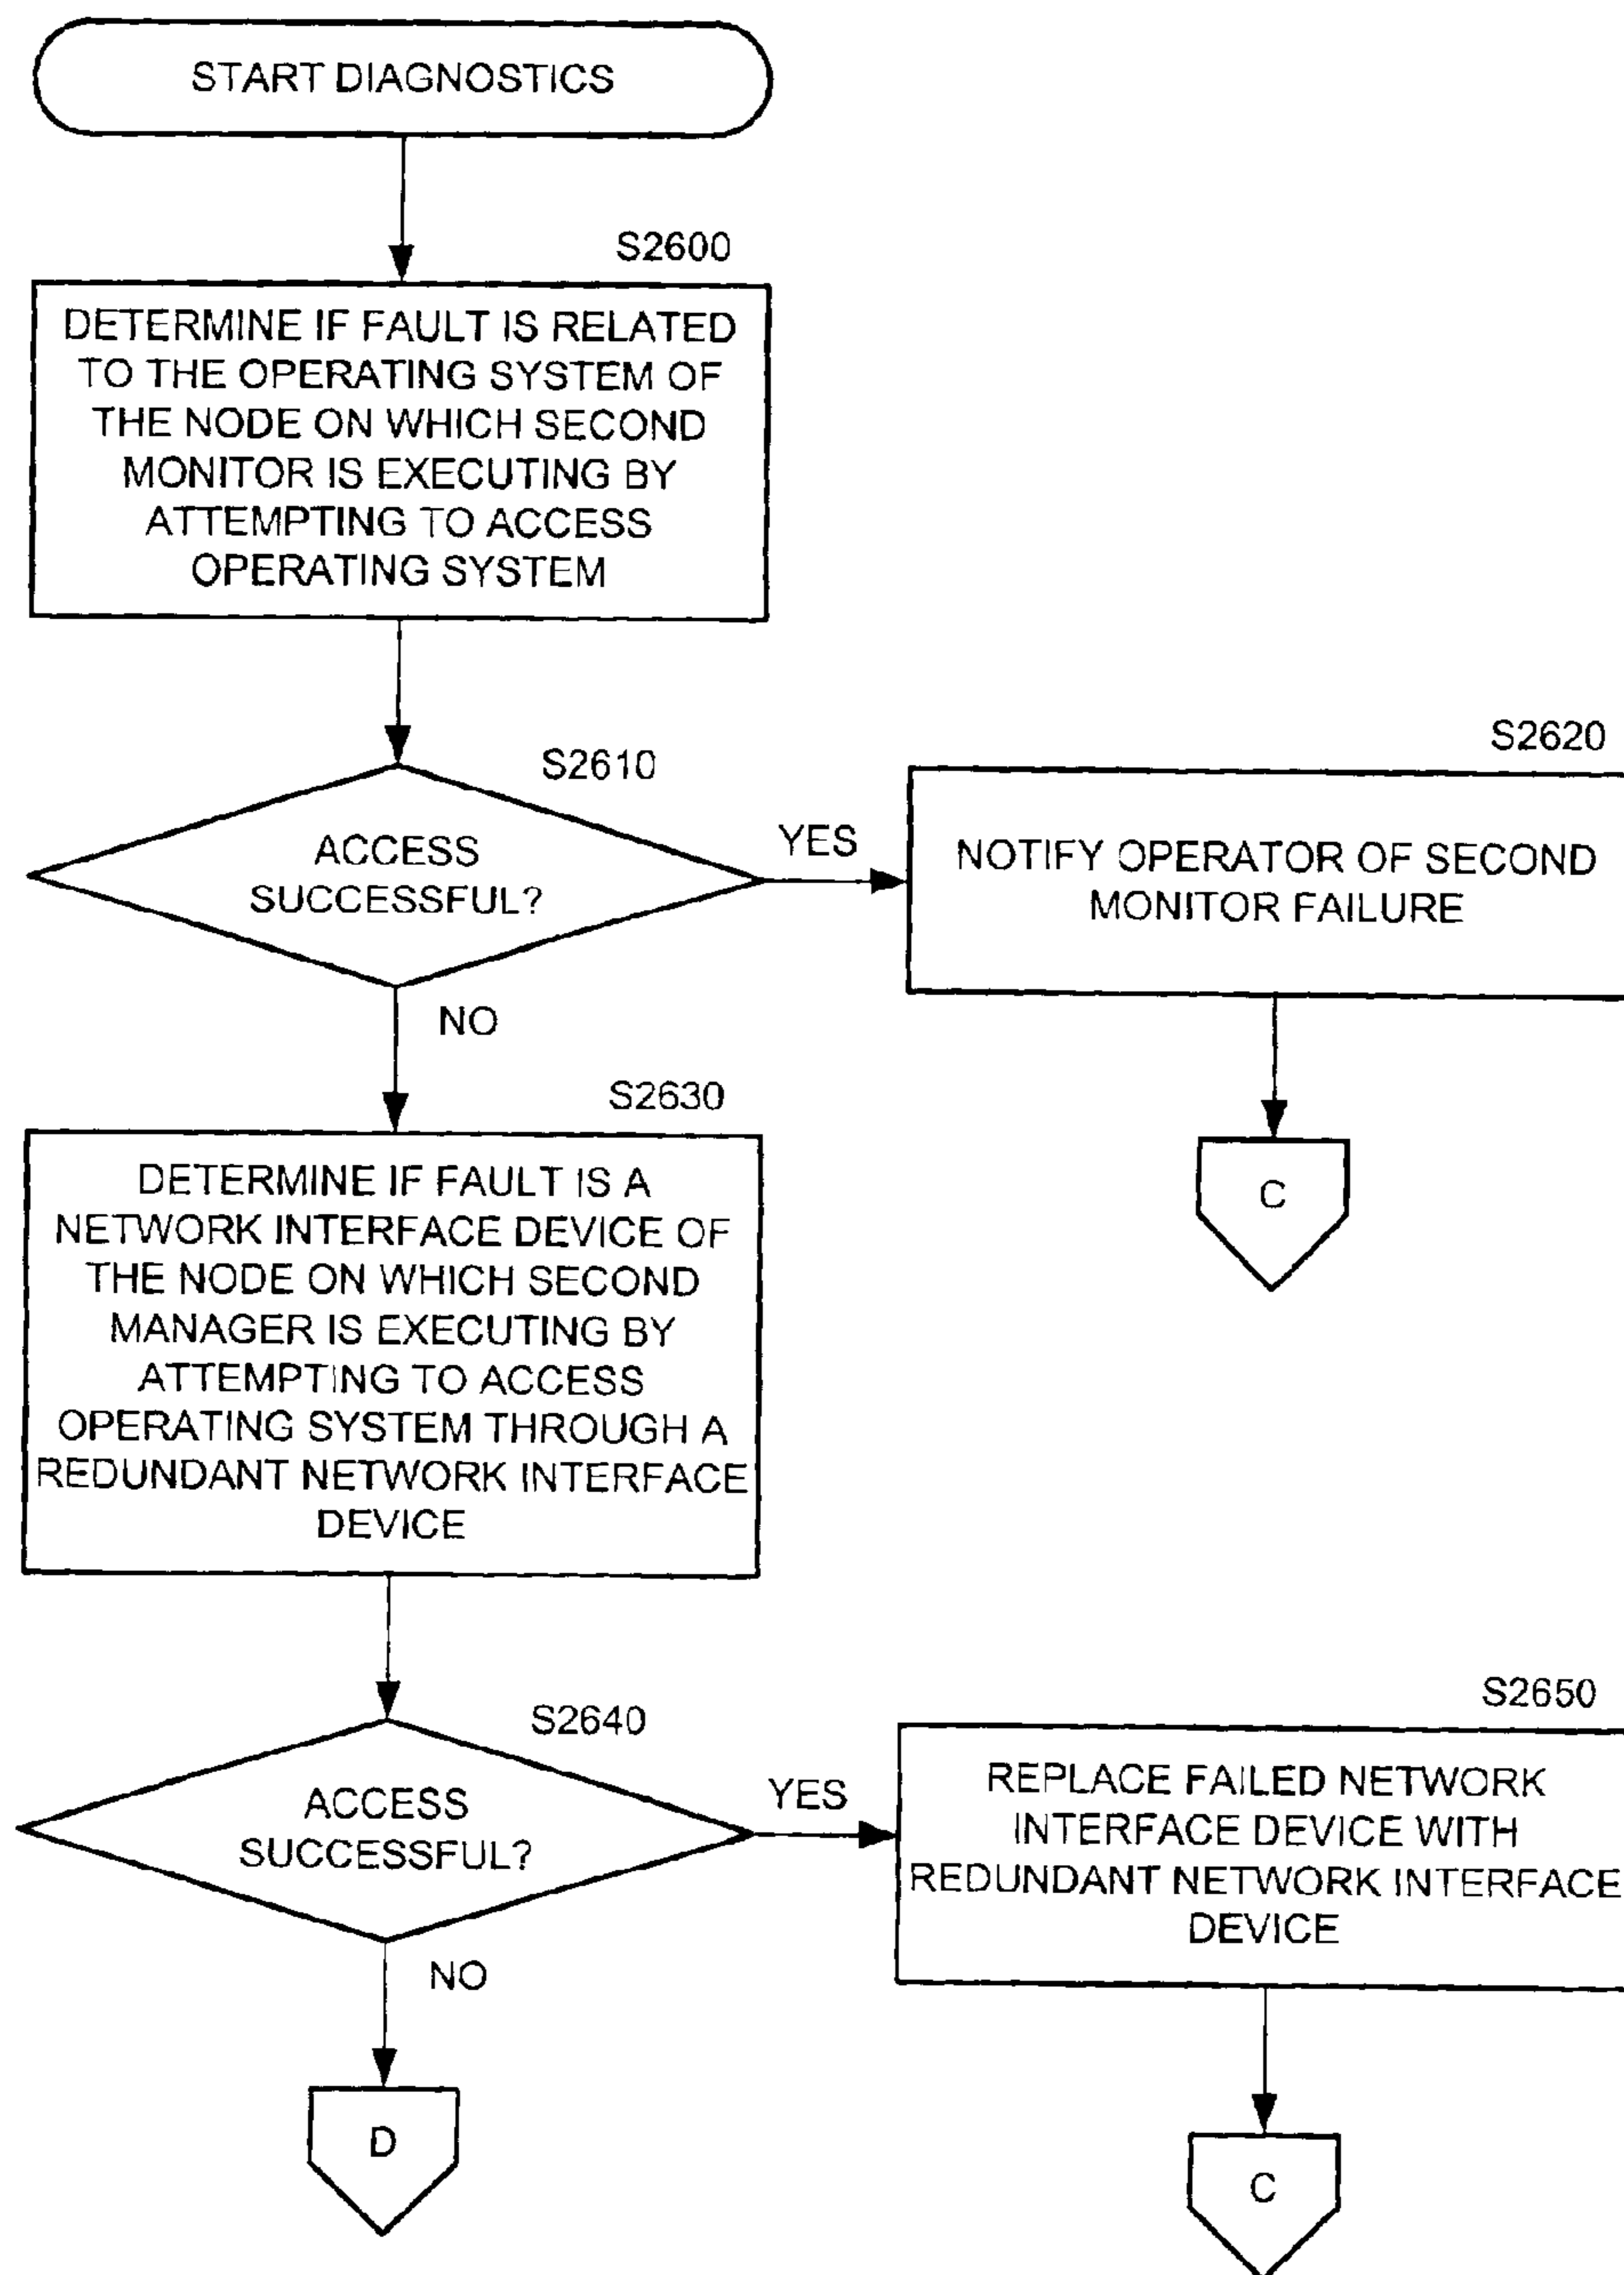 START DIAGNOSTICS
S2600
DETERMINE IF FAULT IS RELATED
TO THE OPERATING SYSTEM OF
THE NODE ON WHICH SECOND
MONITOR IS EXECUTING BY
ATTEMPTING TO ACCESS
OPERATING SYSTEM
S2610
ACCESS
SUCCESSFUL?
YES
S2620
NOTIFY OPERATOR OF SECOND
MONITOR FAILURE
C
NO
S2630
DETERMINE IF FAULT IS A
NETWORK INTERFACE DEVICE OF
THE NODE ON WHICH SECOND
MANAGER IS EXECUTING BY
ATTEMPTING TO ACCESS
OPERATING SYSTEM THROUGH A
REDUNDANT NETWORK INTERFACE
DEVICE
S2640
ACCESS
SUCCESSFUL?
YES
S2650
REPLACE FAILED NETWORK
INTERFACE DEVICE WITH
REDUNDANT NETWORK INTERFACE
DEVICE
C
NO
D